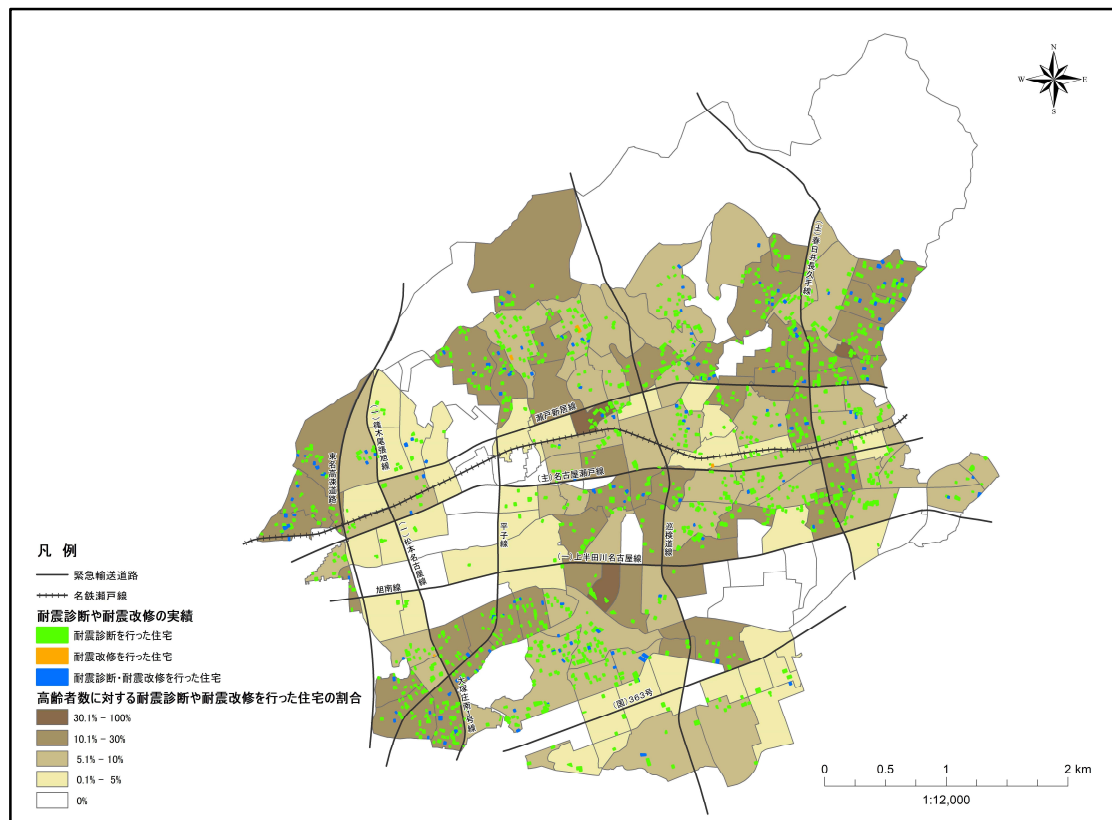 N
W
E
S
(主)春日井長久手線
瀬戸新居線
(一)篠木尾張旭線
東名高速道路
(主)名古屋瀬戸線
(一)松本名古屋線
平子線
巡検道線
(一)上半田川名古屋線
旭南線
大塚庄南1号線
(国)363号
凡 例
緊急輸送道路
名鉄瀬戸線
耐震診断や耐震改修の実績
耐震診断を行った住宅
耐震改修を行った住宅
耐震診断・耐震改修を行った住宅
高齢者数に対する耐震診断や耐震改修を行った住宅の割合
30.1% - 100%
10.1% - 30%
5.1% - 10%
0.1% - 5%
0%
0 0.5 1 2 km
1:12,000